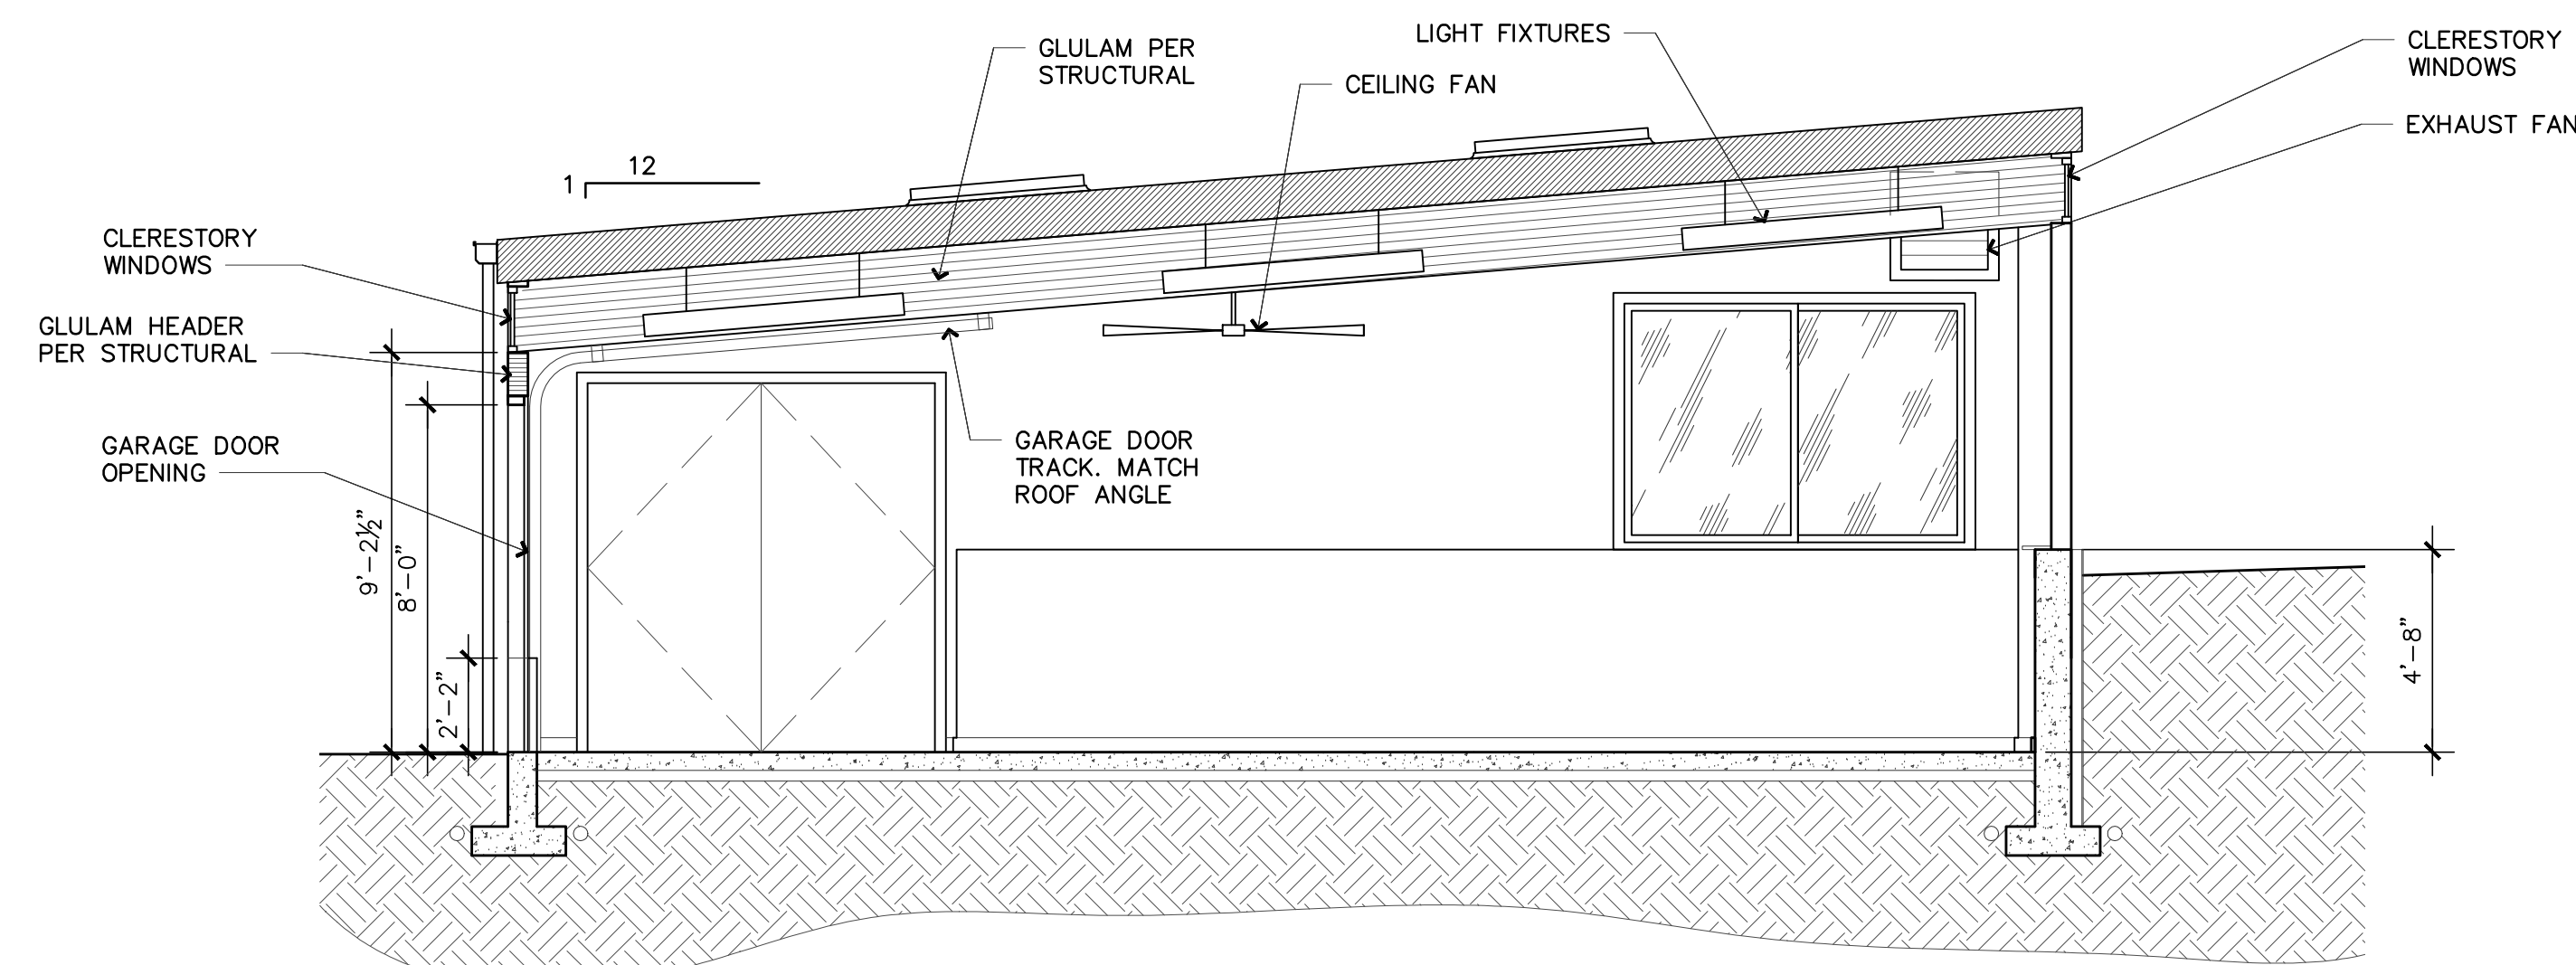 LIGHT FIXTURES
CLERESTORY
WINDOWS
GLULAM PER
STRUCTURAL
CEILING FAN
EXHAUST FAN
12
1
CLERESTORY
WINDOWS
GLULAM HEADER
PER STRUCTURAL
GARAGE DOOR
OPENING
GARAGE DOOR
TRACK. MATCH
ROOF ANGLE
9'-2½"
8'-0"
2'-2"
4'-8"